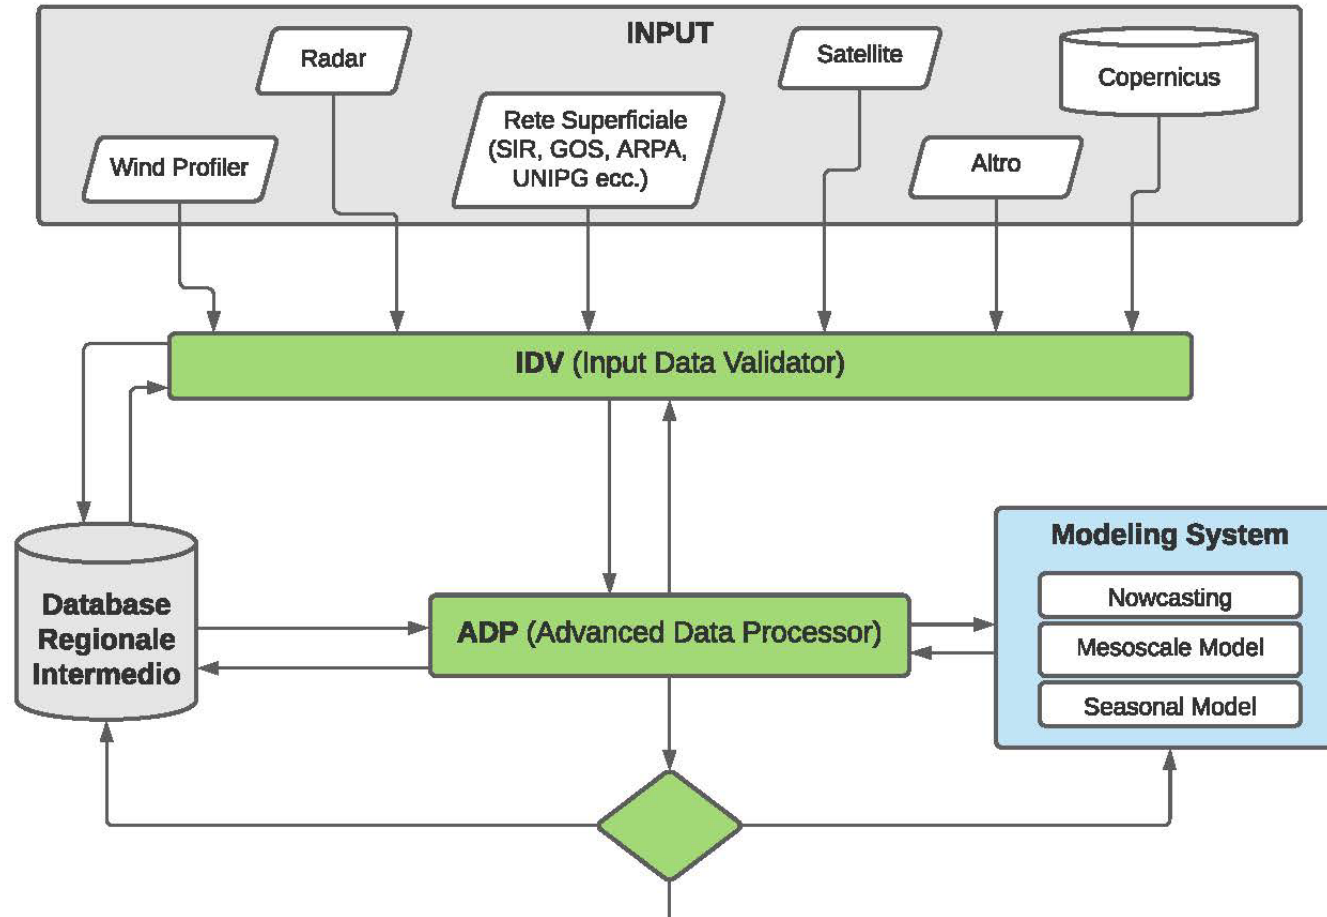 INPUT
Radar
Satellite
Copernicus
Rete Superficiale
(SIR, GOS, ARPA,
UNIPG ecc.)
Wind Profiler
Altro
IDV (Input Data Validator)
Database
Regionale
Intermedio
ADP (Advanced Data Processor)
Modeling System
Nowcasting
Mesoscale Model
Seasonal Model